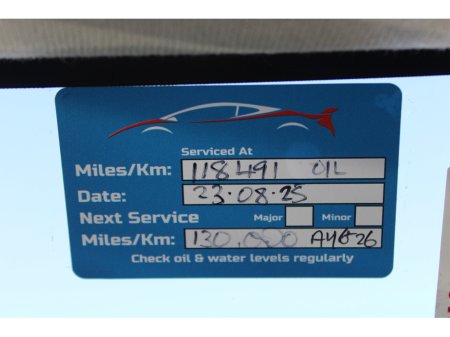 Serviced At
Miles/Km: 118491 OIL
Date: 23.08.25
Next Service Major Minor
Miles/Km: 130,000 AUG 26
Check oil & water levels regularly